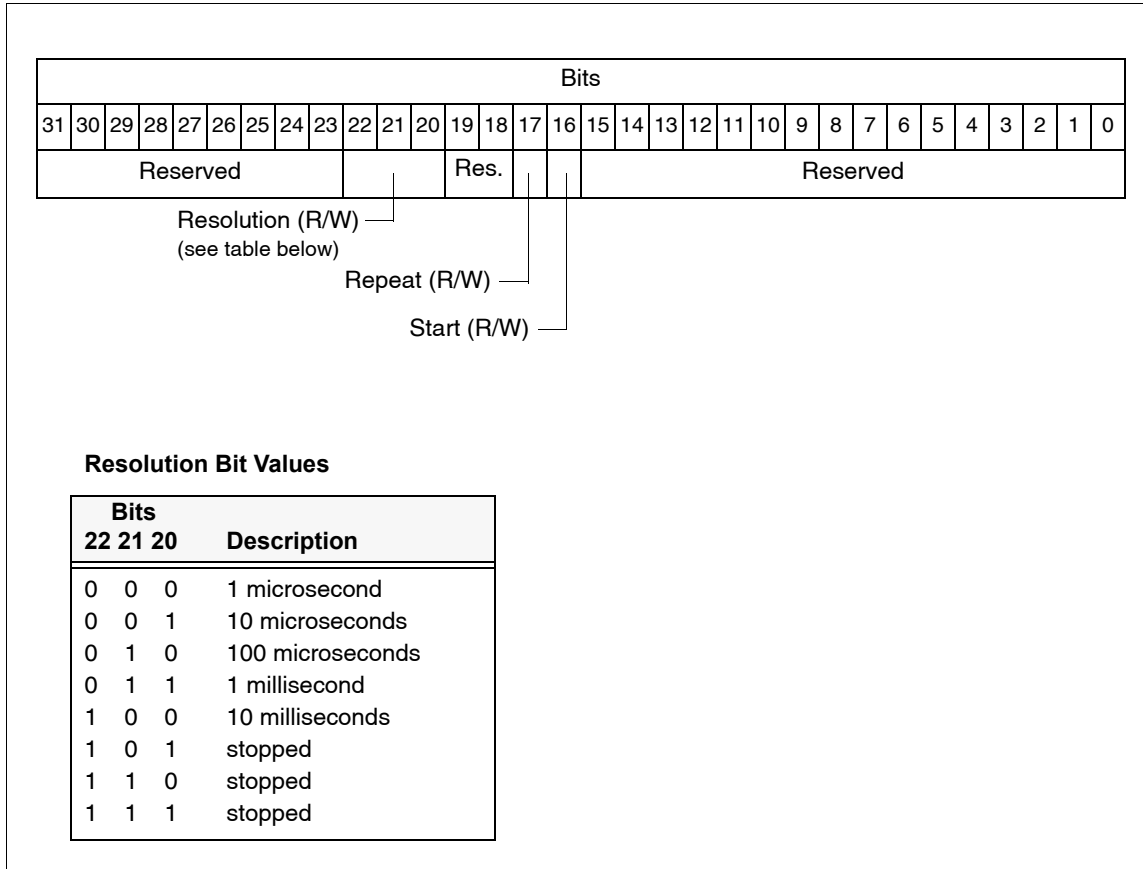 Bits
31 30 29 28 27 26 25 24 23 22 21 20 19 18 17 16 15 14 13 12 11 10 9 8 7 6 5 4 3 2 1 0
Reserved Res. Reserved
Resolution (R/W)
(see table below)
Repeat (R/W)
Start (R/W)
Resolution Bit Values
Bits
22 21 20 Description
0 0 0 1 microsecond
0 0 1 10 microseconds
0 1 0 100 microseconds
0 1 1 1 millisecond
1 0 0 10 milliseconds
1 0 1 stopped
1 1 0 stopped
1 1 1 stopped